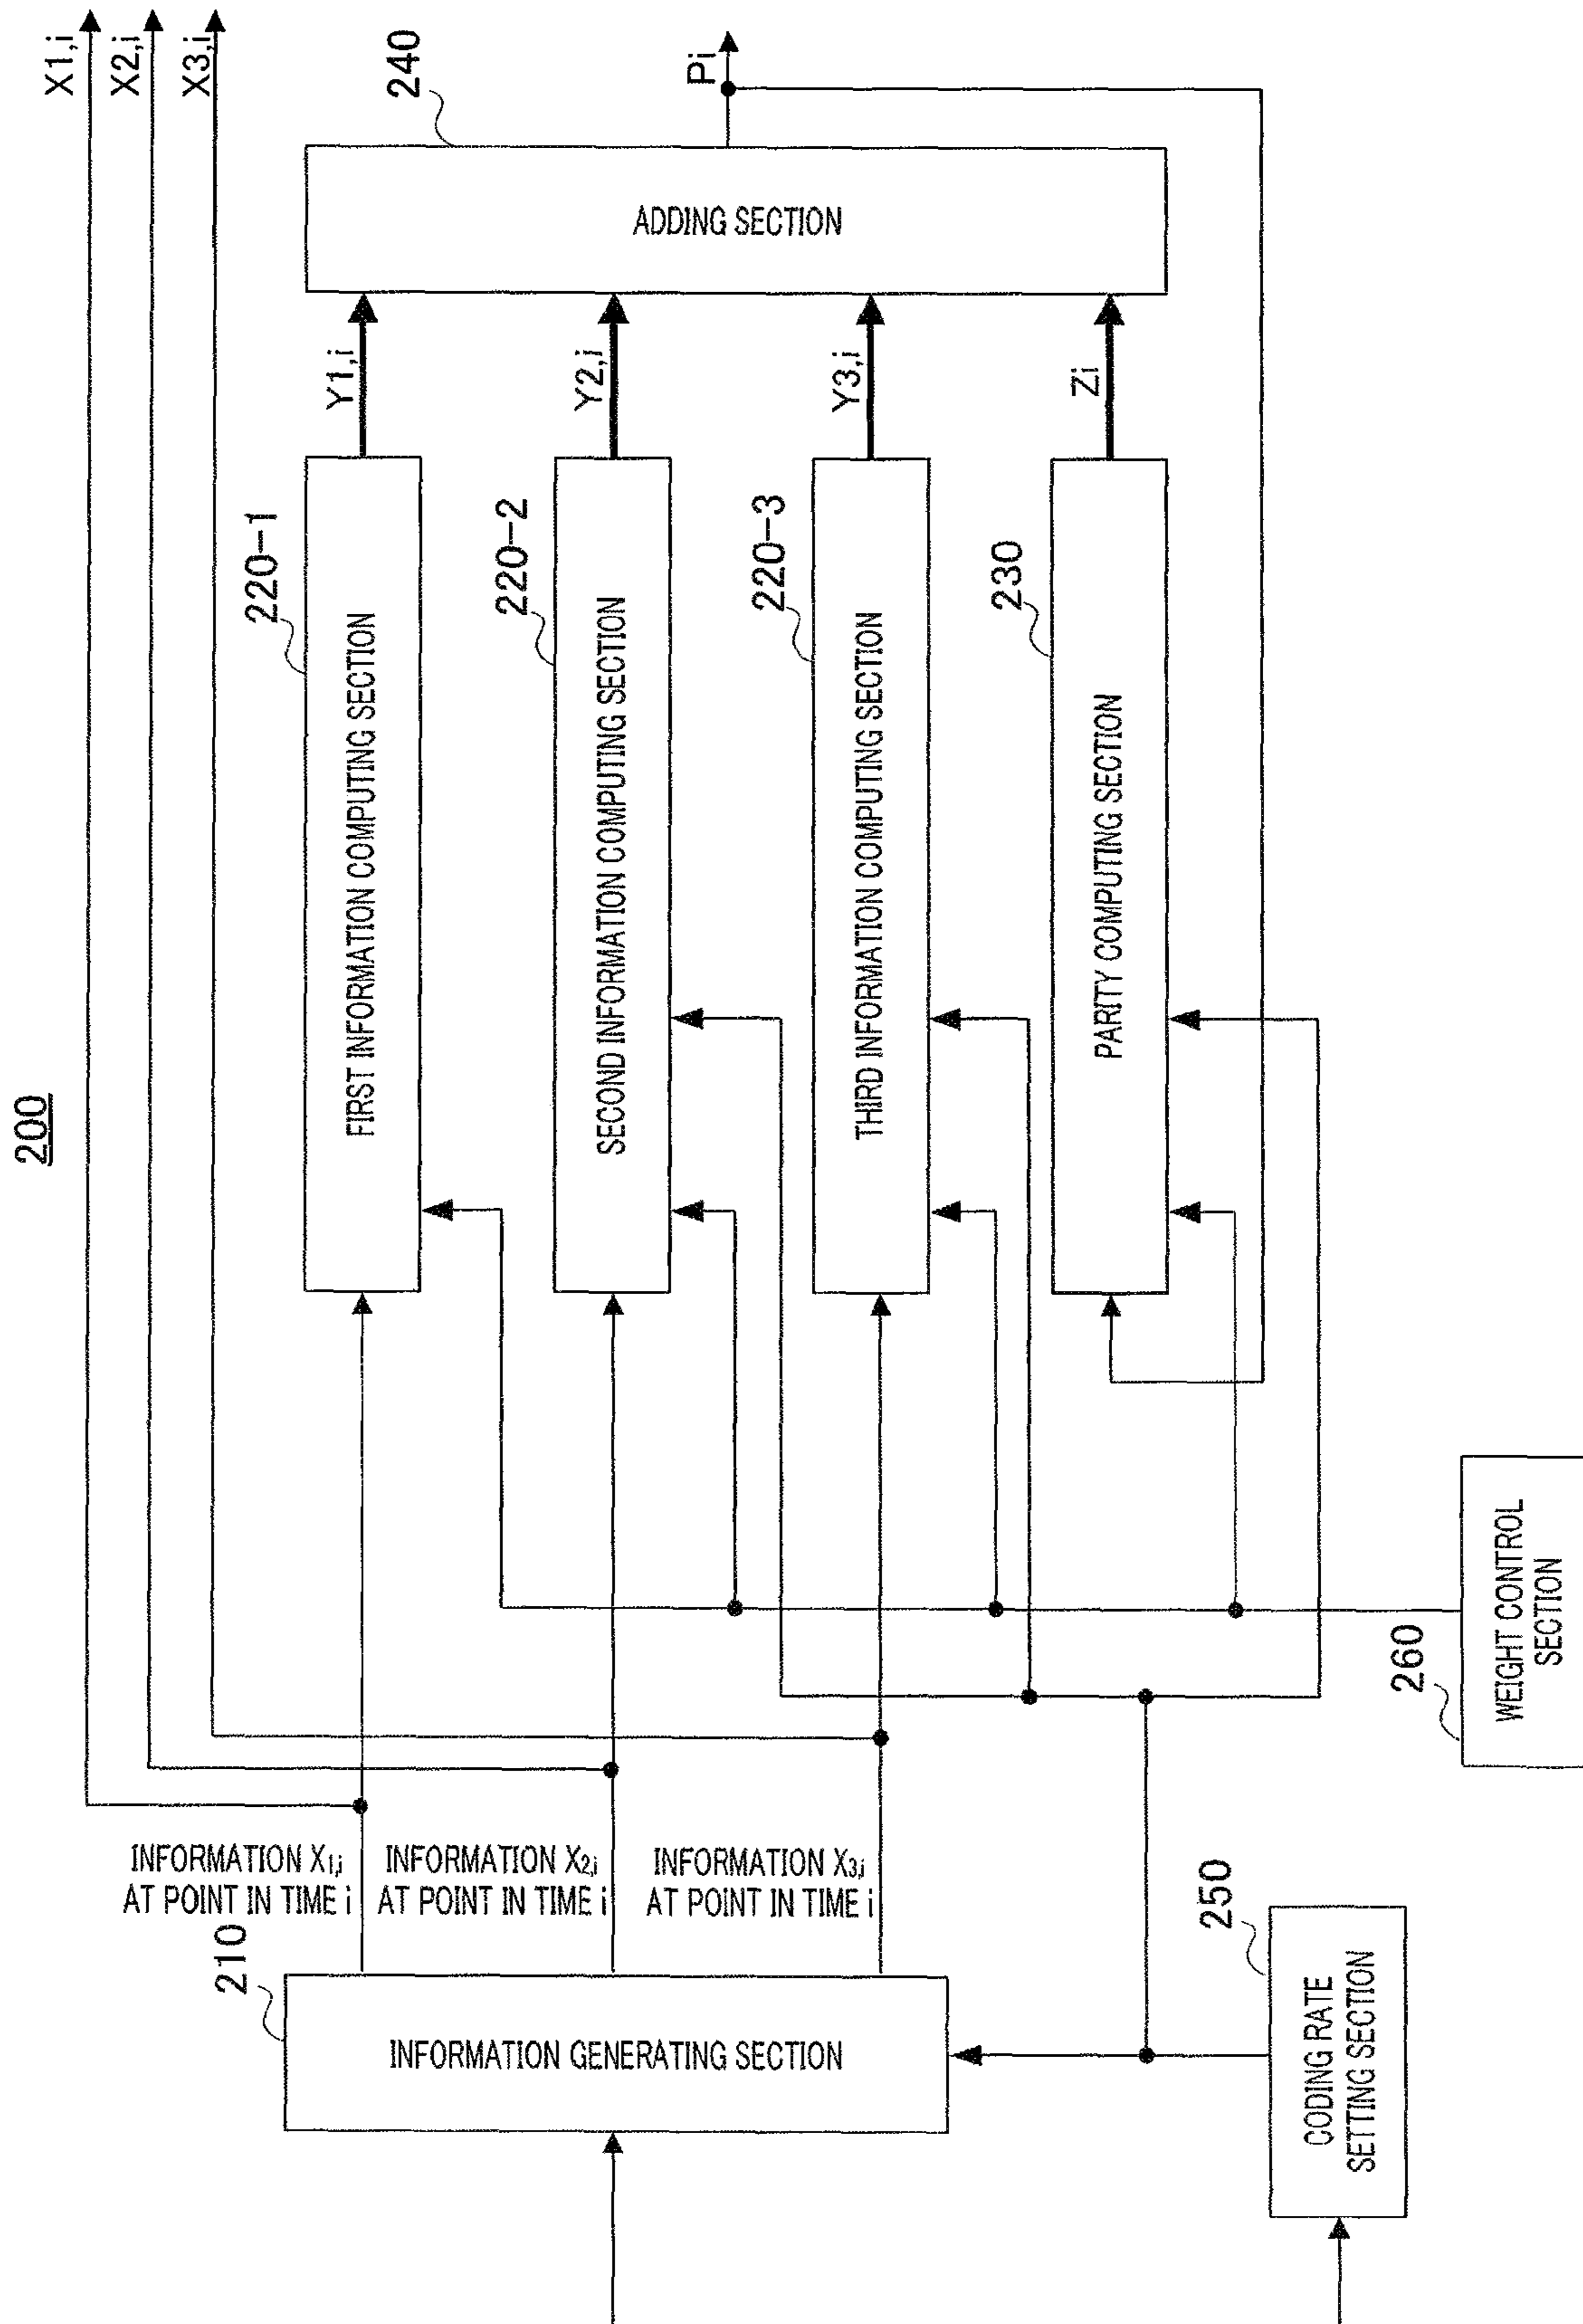 200
X1,i
X2,i
X3,i
INFORMATION X1,i
AT POINT IN TIME i
INFORMATION X2,i
AT POINT IN TIME i
INFORMATION X3,i
AT POINT IN TIME i
210
INFORMATION GENERATING SECTION
220-1
FIRST INFORMATION COMPUTING SECTION
Y1,i
220-2
SECOND INFORMATION COMPUTING SECTION
Y2,i
220-3
THIRD INFORMATION COMPUTING SECTION
Y3,i
230
PARITY COMPUTING SECTION
Zi
240
ADDING SECTION
Pi
250
CODING RATE
SETTING SECTION
260
WEIGHT CONTROL
SECTION